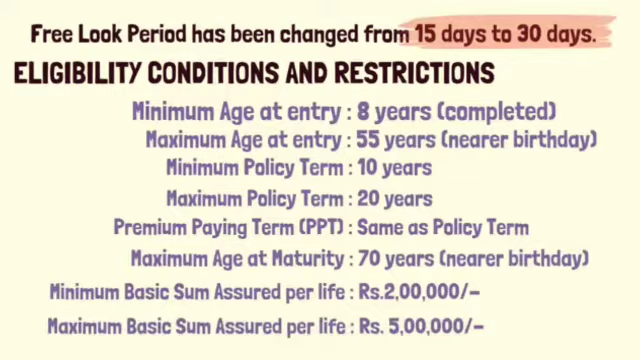 Free Look Period has been changed from 15 days to 30 days.
ELIGIBILITY CONDITIONS AND RESTRICTIONS
Minimum Age at entry : 8 years (completed)
Maximum Age at entry : 55 years (nearer birthday)
Minimum Policy Term : 10 years
Maximum Policy Term : 20 years
Premium Paying Term (PPT) : Same as Policy Term
Maximum Age at Maturity : 70 years (nearer birthday)
Minimum Basic Sum Assured per life : Rs.2,00,000/-
Maximum Basic Sum Assured per life : Rs. 5,00,000/-